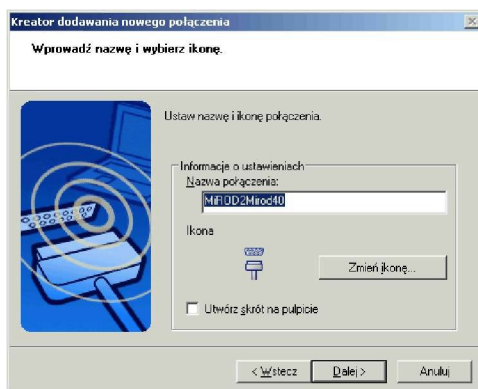 Kreator dodawania nowego połączenia
Wprowadź nazwę i wybierz ikonę.
Ustaw nazwę i ikonę połączenia.
Informacje o ustawieniach
Nazwa połączenia:
MiROD2Mirod40
Ikona
Zmień ikonę...
Utwórz skrót na pulpicie
< Wstecz
Dalej >
Anuluj